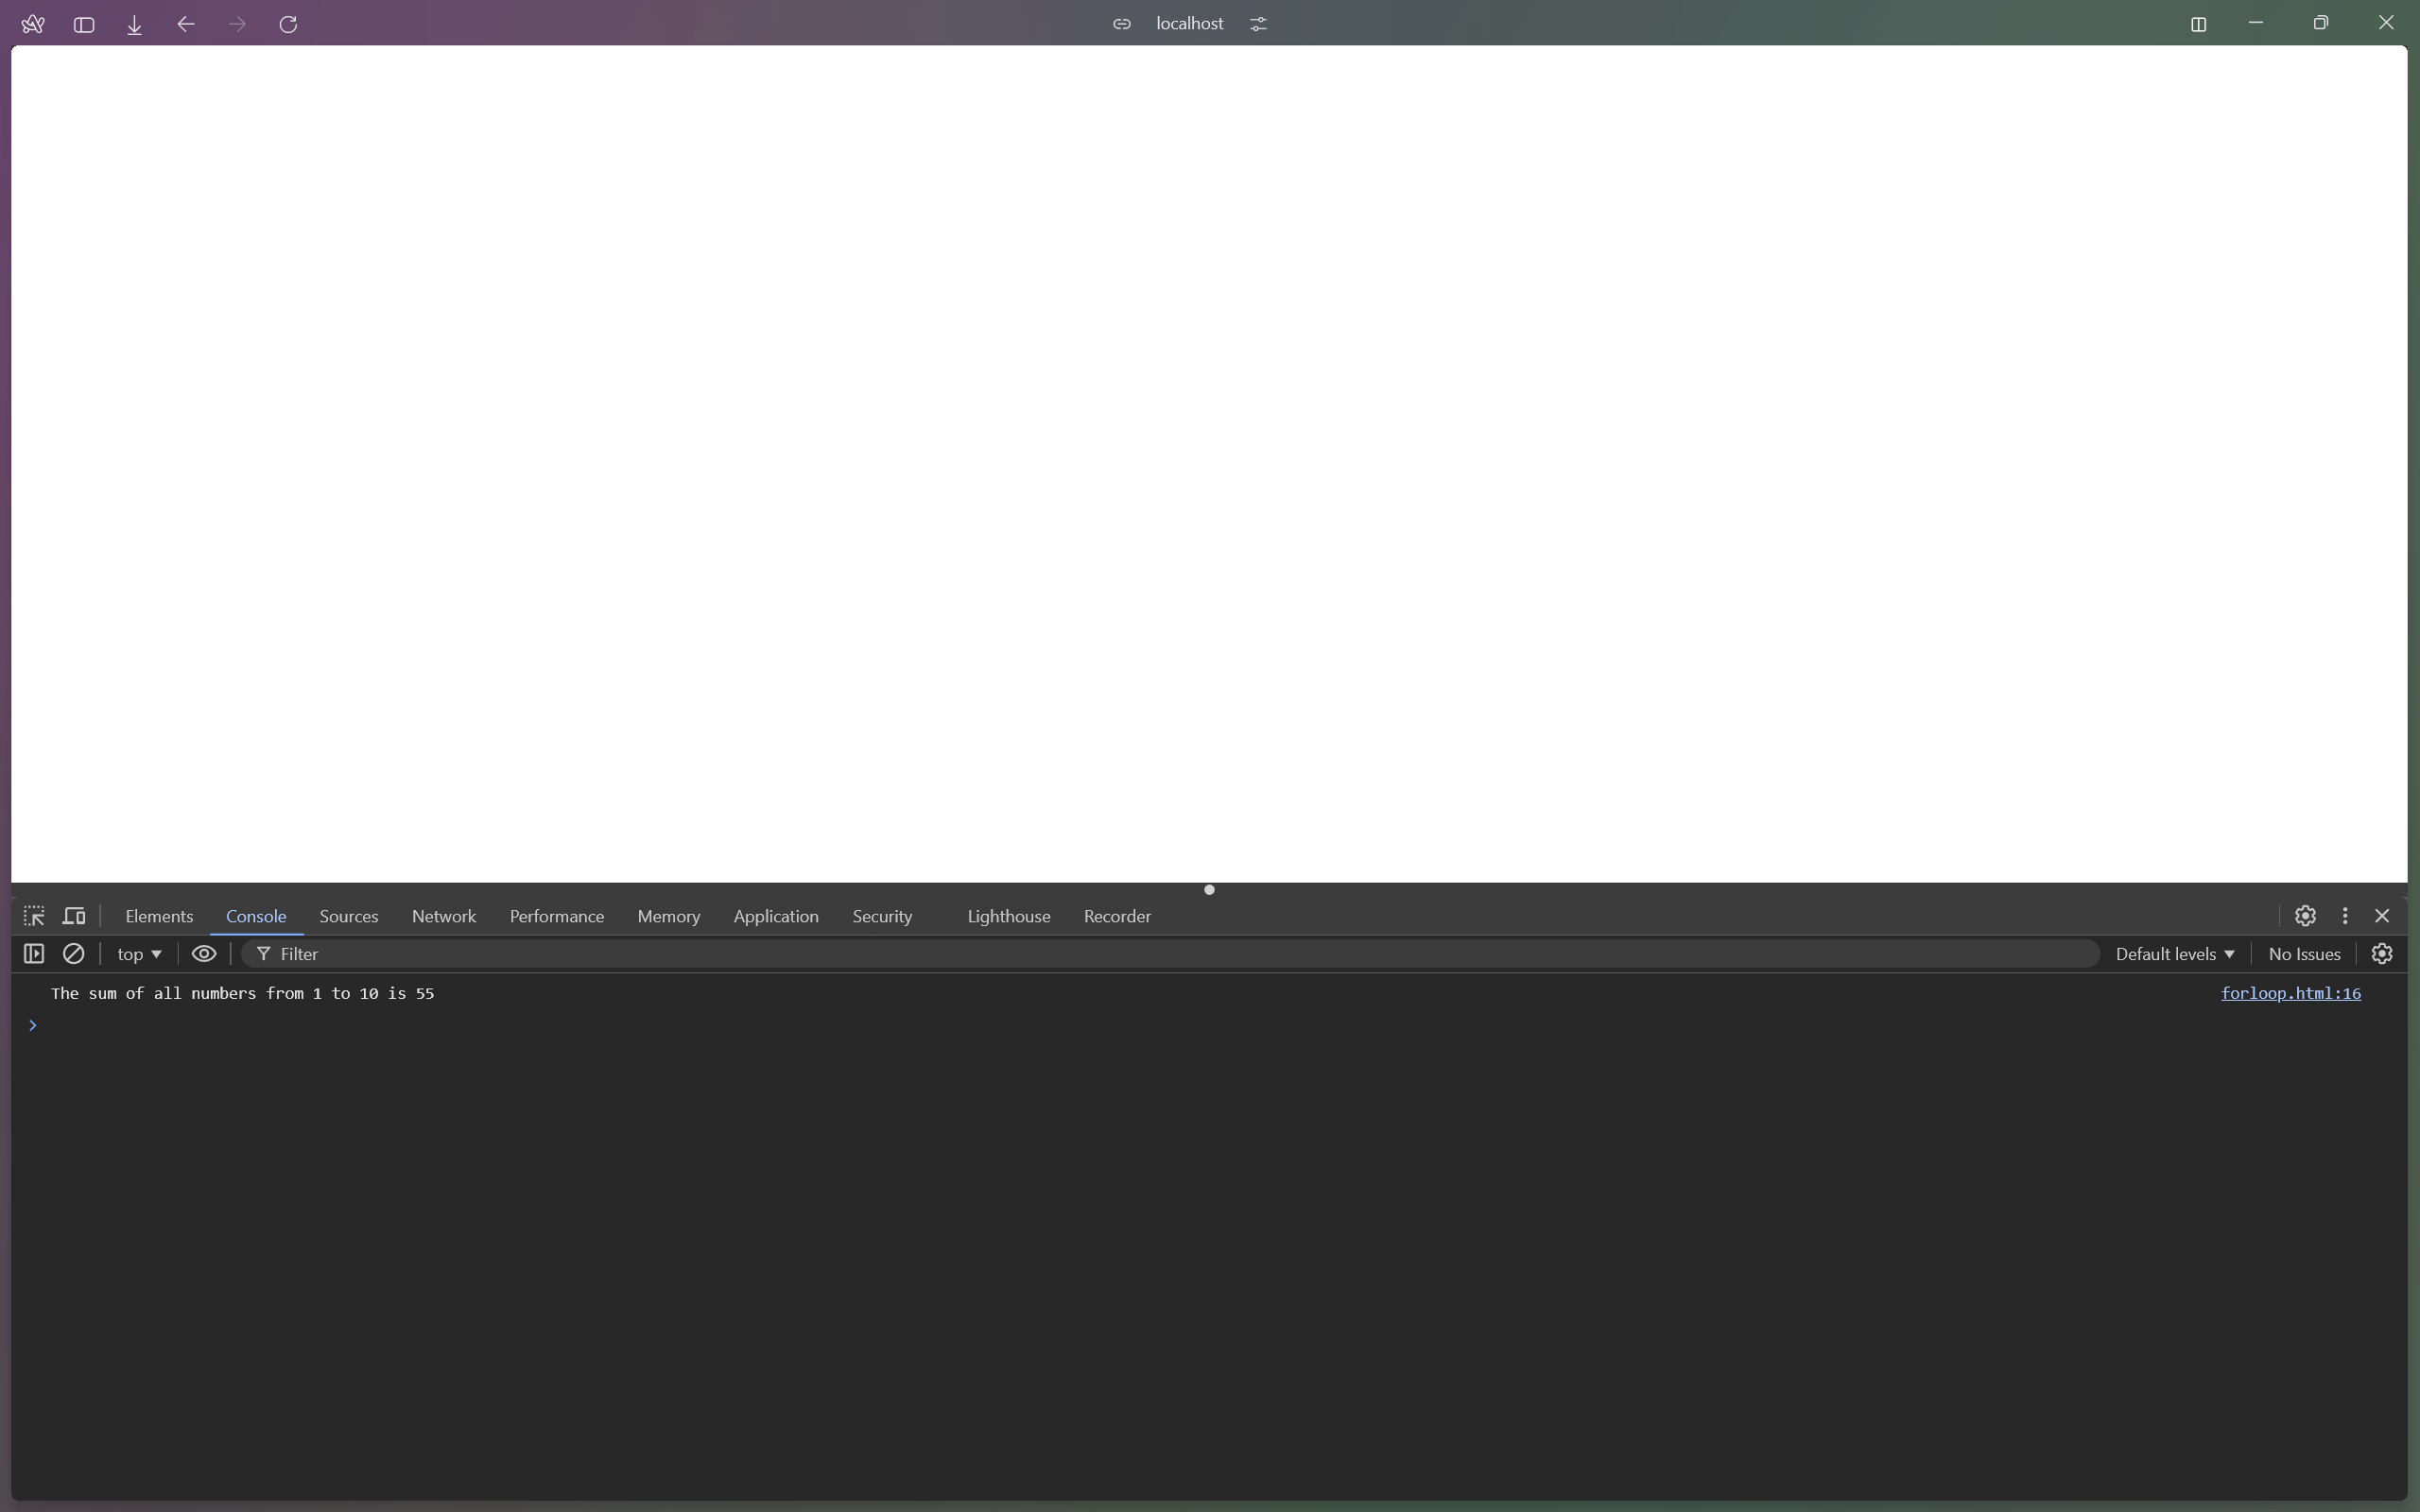 localhost
Elements Console Sources Network Performance Memory Application Security Lighthouse Recorder
top Filter Default levels No Issues
The sum of all numbers from 1 to 10 is 55 forloop.html:16